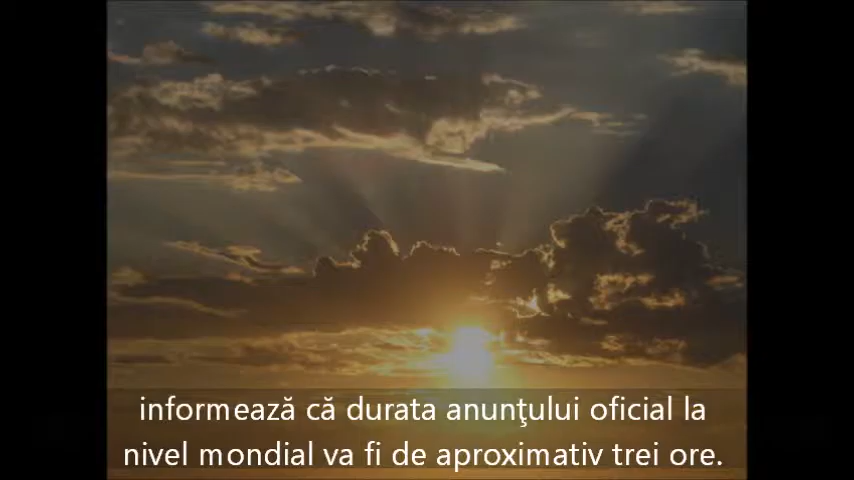 informează că durata anunţului oficial la
nivel mondial va fi de aproximativ trei ore.